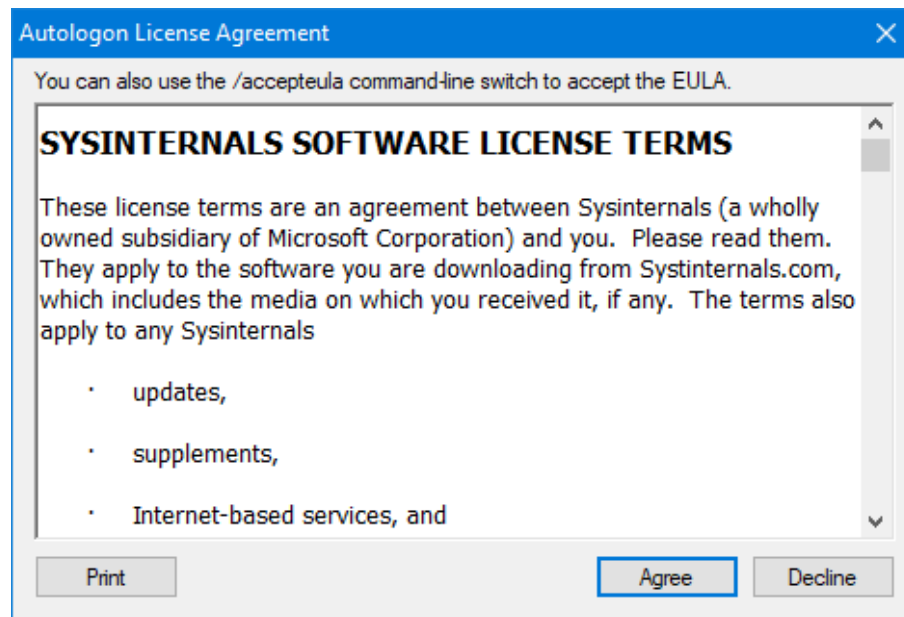 Autologon License Agreement
You can also use the /accepteula command-line switch to accept the EULA.
SYSINTERNALS SOFTWARE LICENSE TERMS
These license terms are an agreement between Sysinternals (a wholly
owned subsidiary of Microsoft Corporation) and you.  Please read them.
They apply to the software you are downloading from Systinternals.com,
which includes the media on which you received it, if any.  The terms also
apply to any Sysinternals
· updates,
· supplements,
· Internet-based services, and
Print Agree Decline